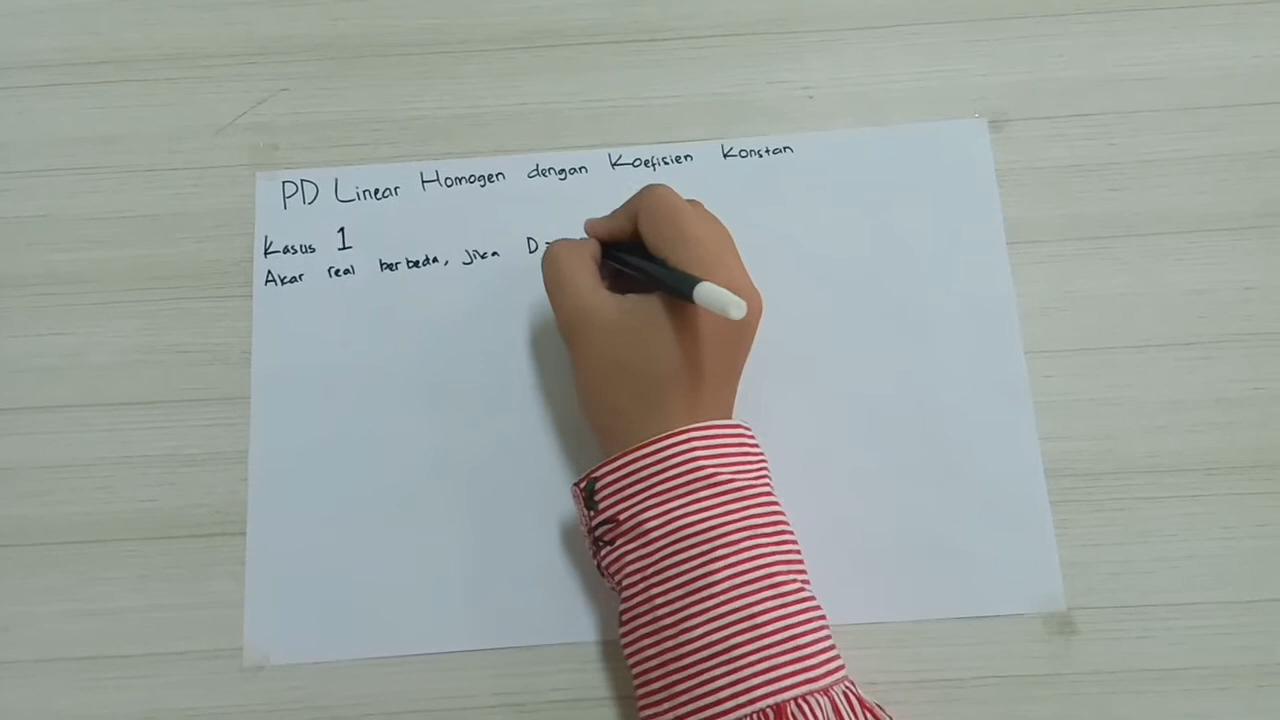 PD Linear Homogen dengan Koefisien Konstan
Kasus 1
Akar real berbeda, jika D=